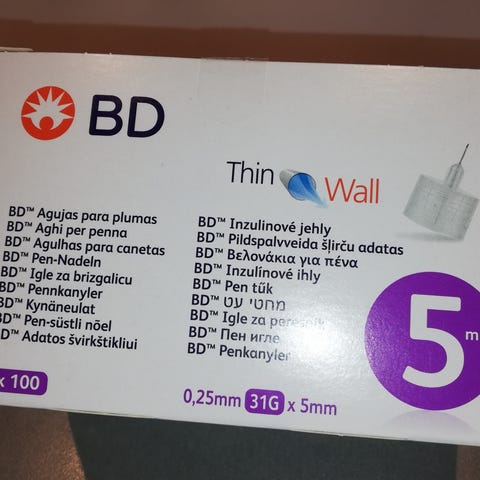 BD
Thin Wall
BD™ Agujas para plumas
BD™ Aghi per penna
BD™ Agulhas para canetas
BD™ Pen-Nadeln
BD™ Igle za brizgalicu
BD™ Pennkanyler
BD™ Kynäneulat
BD™ Pen-süstli nõel
D™ Adatos švirkštikliui
BD™ Inzulinové jehly
BD™ Pildspalvveida šļirču adatas
BD™ Βελονάκια για πένα
BD™ Inzulínové ihly
BD™ Pen tűk
BD™ מחטי עט
BD™ Igle za
BD™ Пен игле
BD™ Penkanyler
x 100
0,25mm 31G x 5mm
5